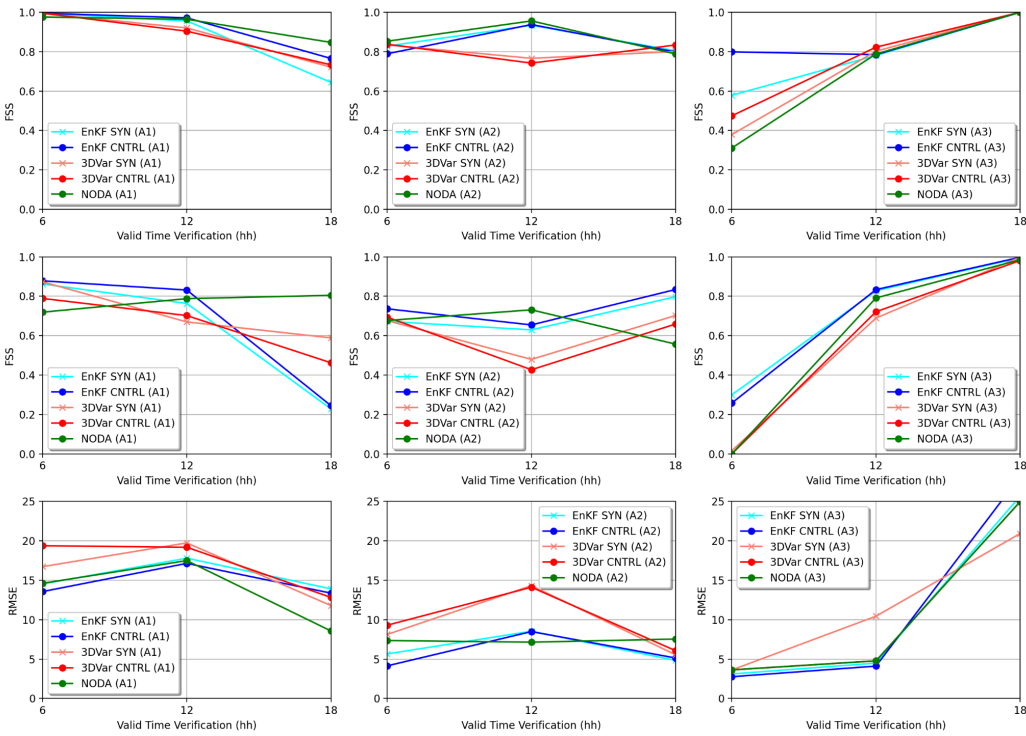 1.0
0.8
0.6
0.4
0.2
0.0
FSS
EnKF SYN (A1)
EnKF CNTRL (A1)
3DVar SYN (A1)
3DVar CNTRL (A1)
NODA (A1)
6
12
18
Valid Time Verification (hh)
1.0
0.8
0.6
0.4
0.2
0.0
FSS
EnKF SYN (A2)
EnKF CNTRL (A2)
3DVar SYN (A2)
3DVar CNTRL (A2)
NODA (A2)
6
12
18
Valid Time Verification (hh)
1.0
0.8
0.6
0.4
0.2
0.0
FSS
EnKF SYN (A3)
EnKF CNTRL (A3)
3DVar SYN (A3)
3DVar CNTRL (A3)
NODA (A3)
6
12
18
Valid Time Verification (hh)
1.0
0.8
0.6
0.4
0.2
0.0
FSS
EnKF SYN (A1)
EnKF CNTRL (A1)
3DVar SYN (A1)
3DVar CNTRL (A1)
NODA (A1)
6
12
18
Valid Time Verification (hh)
1.0
0.8
0.6
0.4
0.2
0.0
FSS
EnKF SYN (A2)
EnKF CNTRL (A2)
3DVar SYN (A2)
3DVar CNTRL (A2)
NODA (A2)
6
12
18
Valid Time Verification (hh)
1.0
0.8
0.6
0.4
0.2
0.0
FSS
EnKF SYN (A3)
EnKF CNTRL (A3)
3DVar SYN (A3)
3DVar CNTRL (A3)
NODA (A3)
6
12
18
Valid Time Verification (hh)
25
20
15
10
5
0
RMSE
EnKF SYN (A1)
EnKF CNTRL (A1)
3DVar SYN (A1)
3DVar CNTRL (A1)
NODA (A1)
6
12
18
Valid Time Verification (hh)
25
20
15
10
5
0
RMSE
EnKF SYN (A2)
EnKF CNTRL (A2)
3DVar SYN (A2)
3DVar CNTRL (A2)
NODA (A2)
6
12
18
Valid Time Verification (hh)
25
20
15
10
5
0
RMSE
EnKF SYN (A3)
EnKF CNTRL (A3)
3DVar SYN (A3)
3DVar CNTRL (A3)
NODA (A3)
6
12
18
Valid Time Verification (hh)